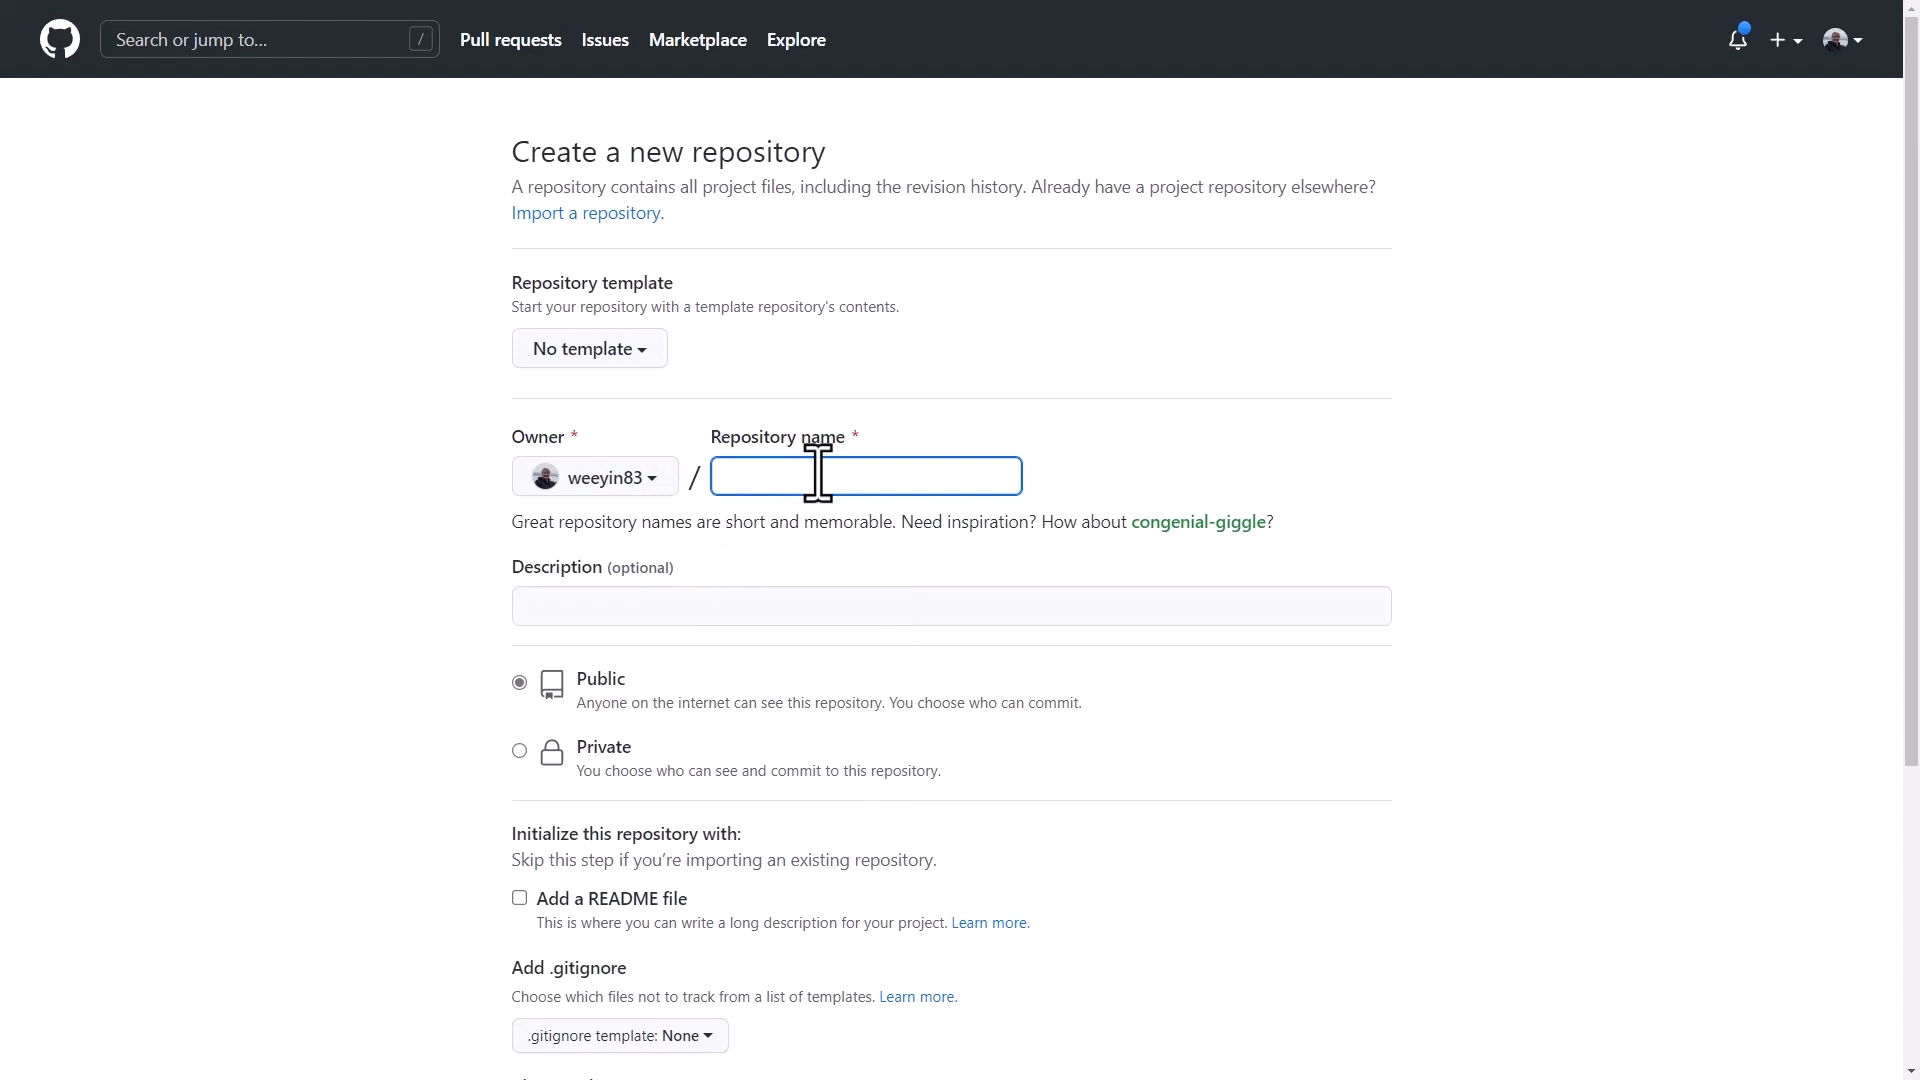 Search or jump to...
/
Pull requests
Issues
Marketplace
Explore
Create a new repository
A repository contains all project files, including the revision history. Already have a project repository elsewhere?
Import a repository.
Repository template
Start your repository with a template repository's contents.
No template
Owner *
Repository name *
weeyin83
/
Great repository names are short and memorable. Need inspiration? How about congenial-giggle?
Description (optional)
Public
Anyone on the internet can see this repository. You choose who can commit.
Private
You choose who can see and commit to this repository.
Initialize this repository with:
Skip this step if you’re importing an existing repository.
Add a README file
This is where you can write a long description for your project. Learn more.
Add .gitignore
Choose which files not to track from a list of templates. Learn more.
.gitignore template: None